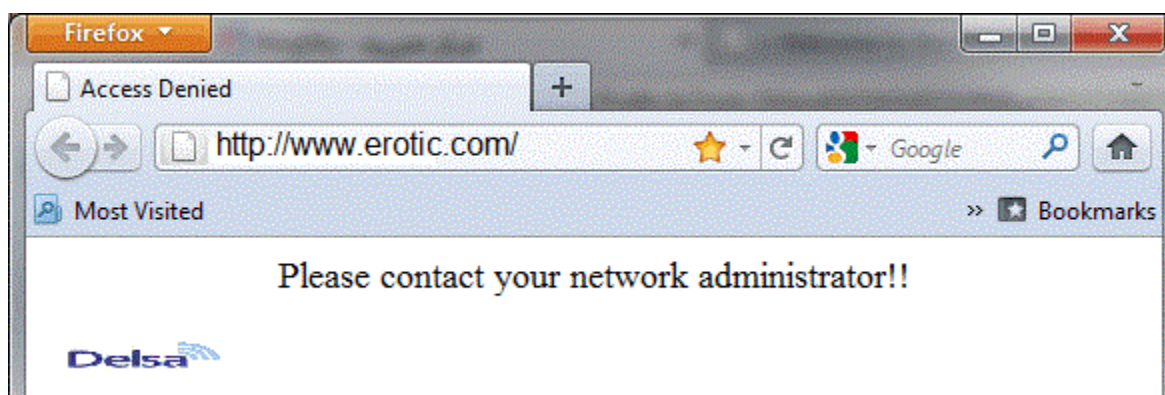 Firefox
Access Denied
http://www.erotic.com/
Google
Most Visited
» Bookmarks
Please contact your network administrator!!
Delsa